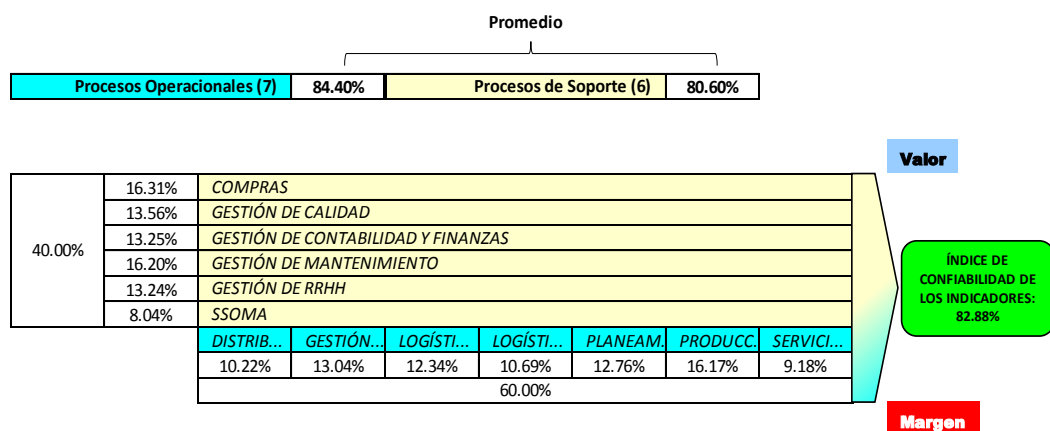 Promedio
Procesos Operacionales (7) 84.40% Procesos de Soporte (6) 80.60%
Valor
16.31% COMPRAS
13.56% GESTIÓN DE CALIDAD
13.25% GESTIÓN DE CONTABILIDAD Y FINANZAS
40.00%
16.20% GESTIÓN DE MANTENIMIENTO
13.24% GESTIÓN DE RRHH
8.04% SSOMA
ÍNDICE DE
CONFIABILIDAD DE
LOS INDICADORES:
82.88%
DISTRIB... GESTIÓN... LOGÍSTI... LOGÍSTI... PLANEAM. PRODUCC. SERVICI...
10.22% 13.04% 12.34% 10.69% 12.76% 16.17% 9.18%
60.00%
Margen